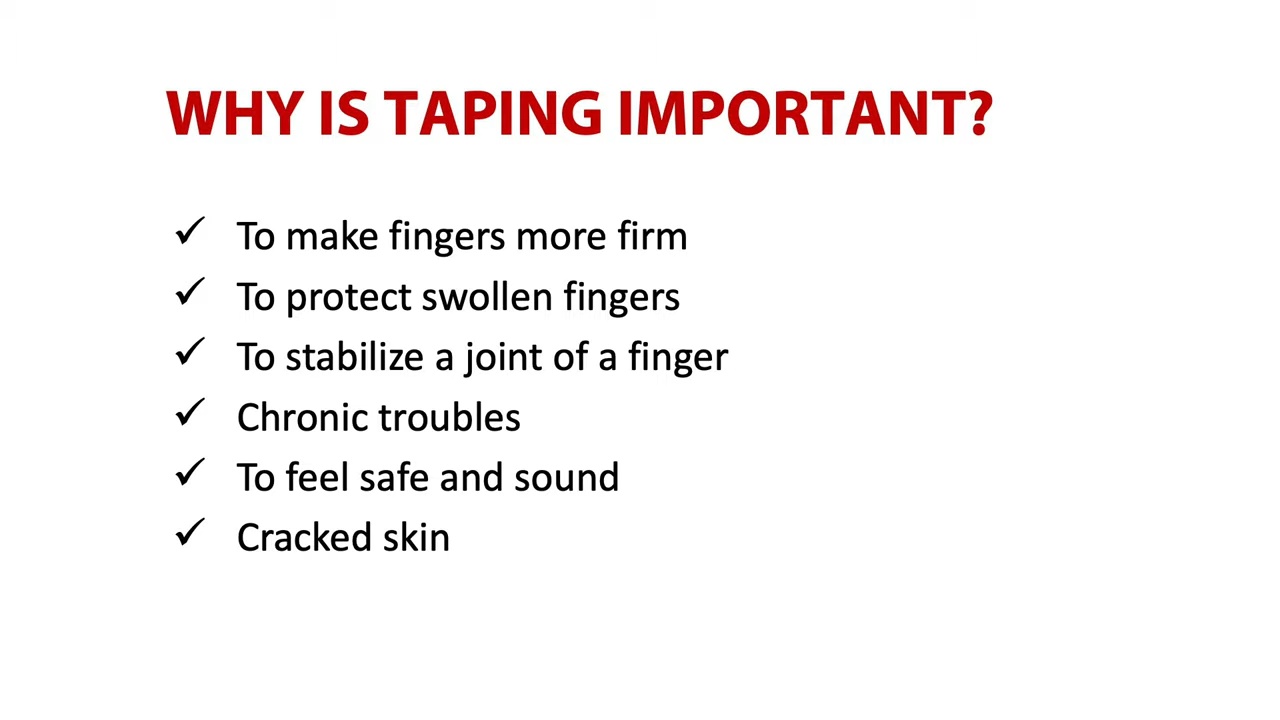 WHY IS TAPING IMPORTANT?
✓ To make fingers more firm
✓ To protect swollen fingers
✓ To stabilize a joint of a finger
✓ Chronic troubles
✓ To feel safe and sound
✓ Cracked skin